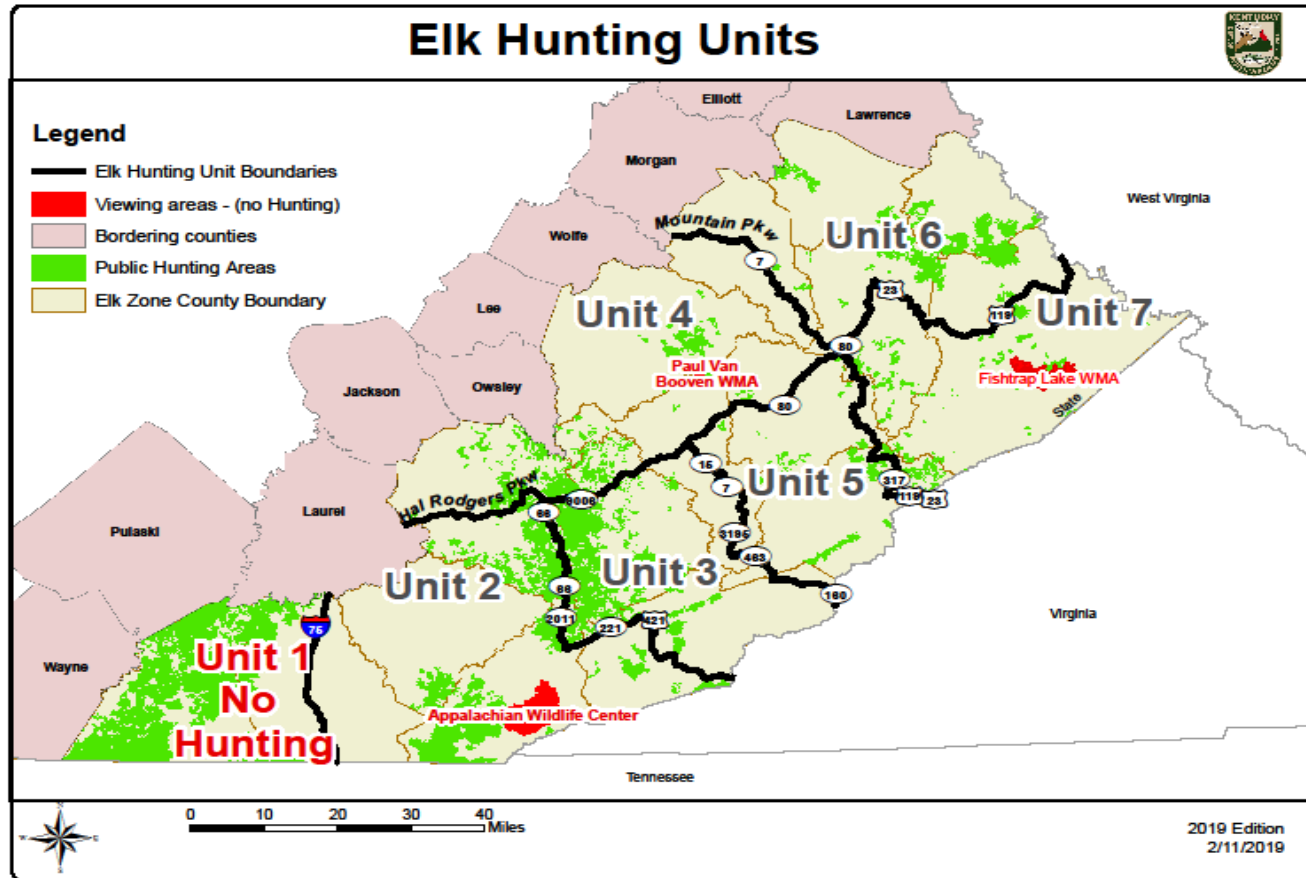 Elk Hunting Units
KENTUCKY
Legend
Elk Hunting Unit Boundaries
Viewing areas - (no Hunting)
Bordering counties
Public Hunting Areas
Elk Zone County Boundary
Elliott
Lawrence
Morgan
West Virginia
Wolfe
Mountain Pkw
Unit 6
7
23
119
Unit 7
Lee
Unit 4
80
Paul Van
Booven WMA
Fishtrap Lake WMA
Jackson
Owsley
80
State
15
7
Unit 5
317
119
23
Hal Rodgers Pkw
9006
66
Laurel
Pulaski
3195
463
Unit 2
66
Unit 3
160
2011
221
421
Virginia
75
Wayne
Unit 1
No
Hunting
Appalachian Wildlife Center
Tennessee
N
W
E
S
0 10 20 30 40
Miles
2019 Edition
2/11/2019